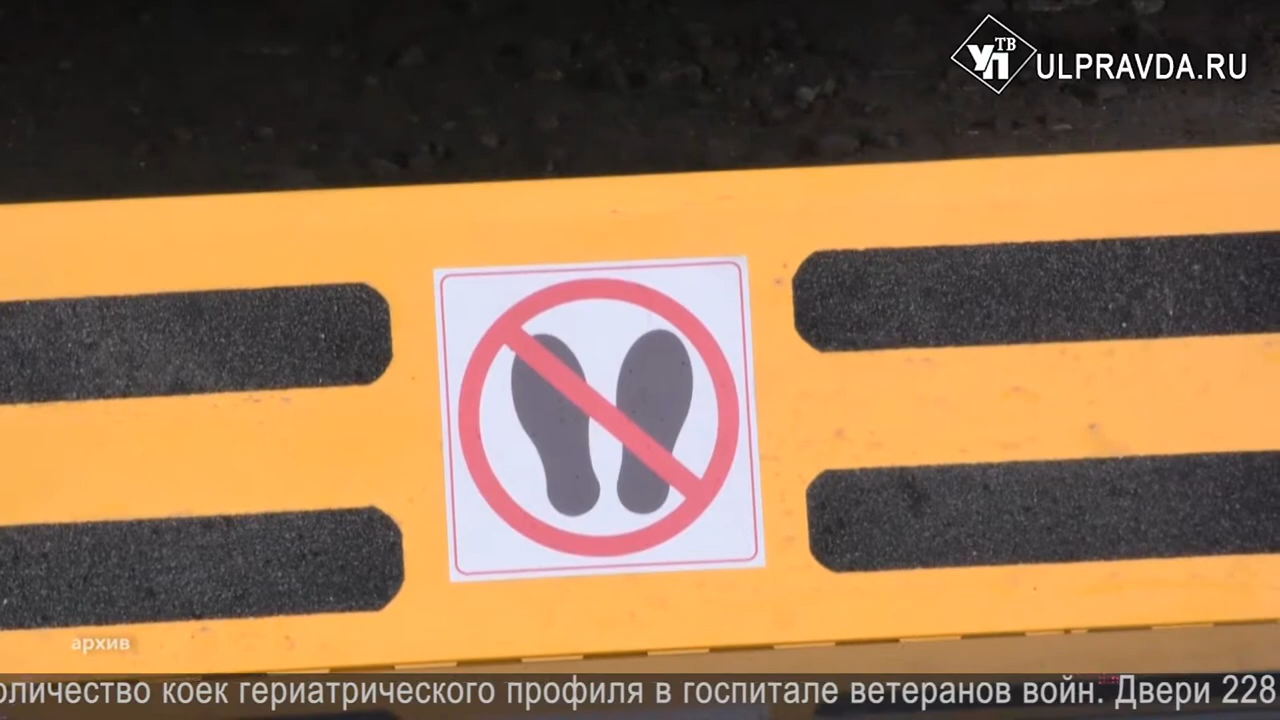 УП ТВ
ULPRAVDA.RU
архив
оличество коек гериатрического профиля в госпитале ветеранов войн. Двери 228